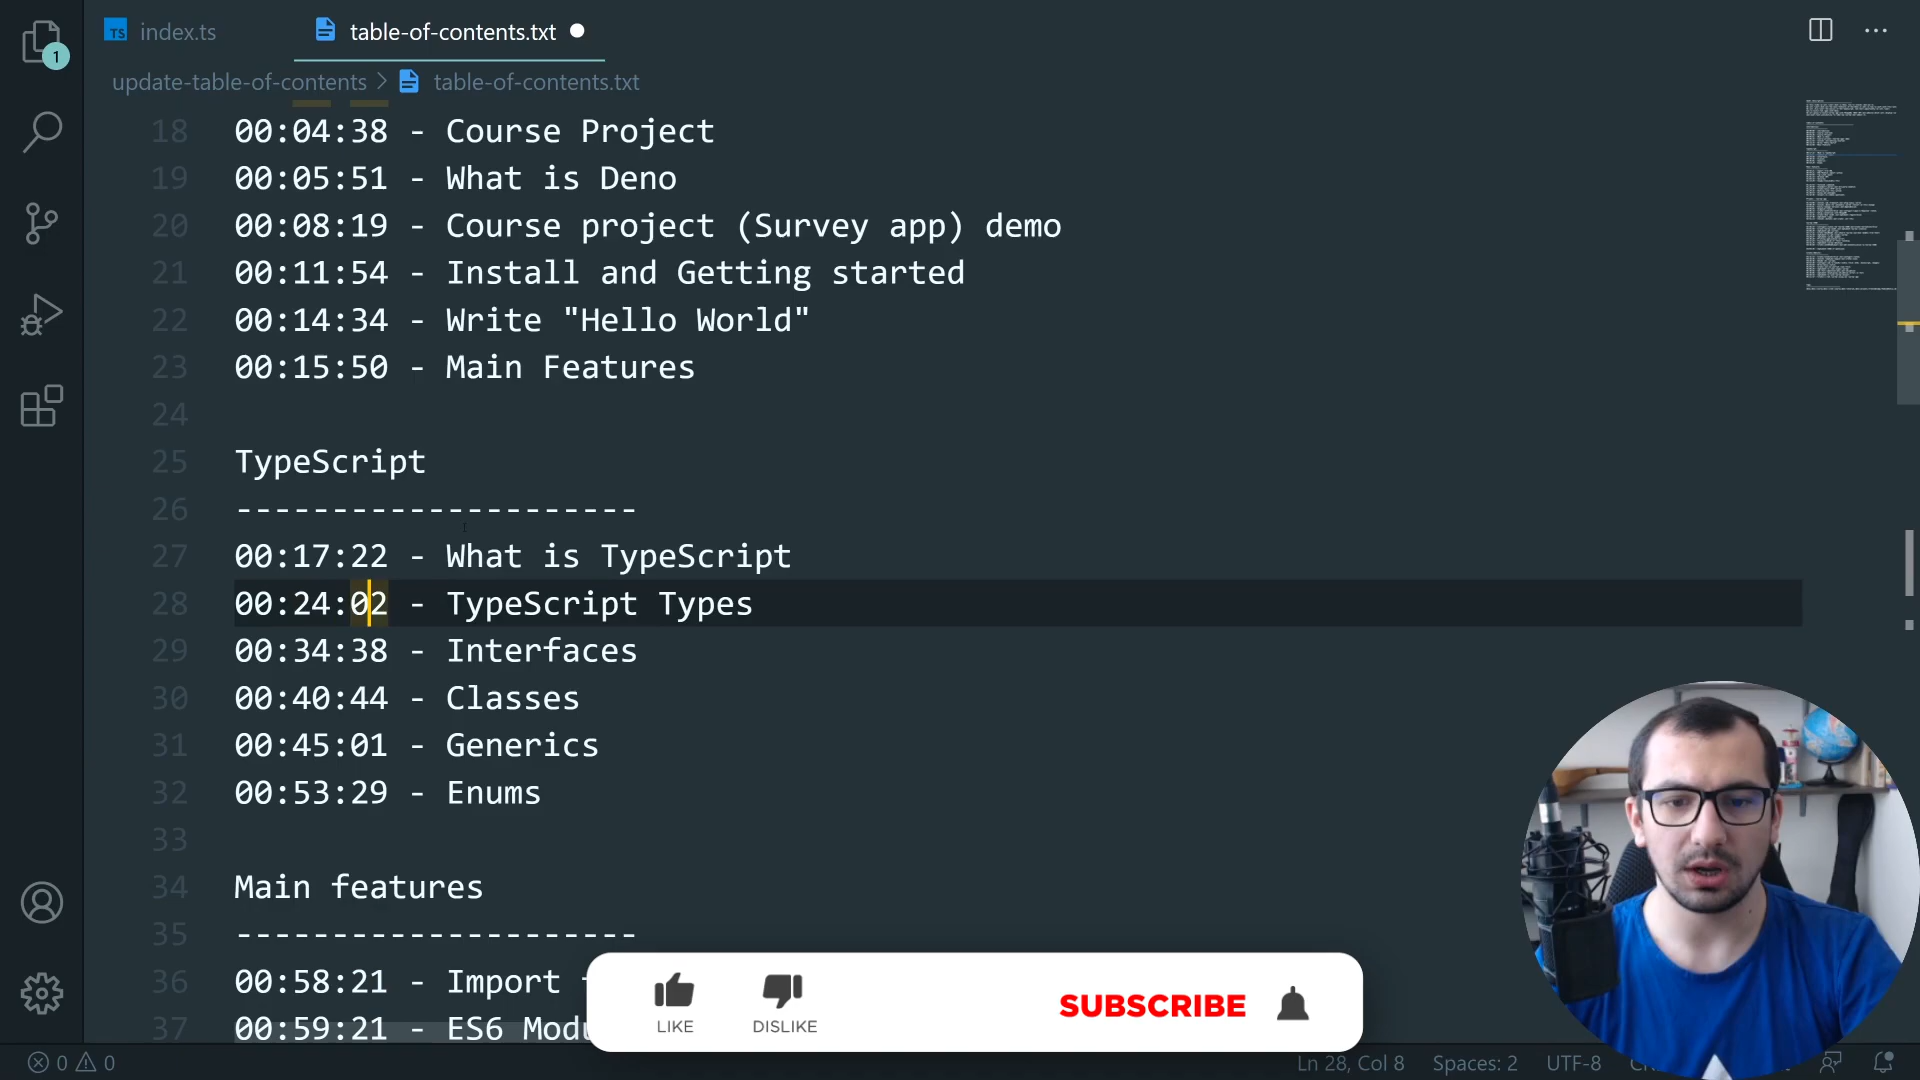 index.ts
table-of-contents.txt
1
update-table-of-contents > table-of-contents.txt
18 00:04:38 - Course Project
19 00:05:51 - What is Deno
20 00:08:19 - Course project (Survey app) demo
21 00:11:54 - Install and Getting started
22 00:14:34 - Write "Hello World"
23 00:15:50 - Main Features
24
25 TypeScript
26 ---------------------
27 00:17:22 - What is TypeScript
28 00:24:02 - TypeScript Types
29 00:34:38 - Interfaces
30 00:40:44 - Classes
31 00:45:01 - Generics
32 00:53:29 - Enums
33
34 Main features
35 ---------------------
36 00:58:21 - Import
37 00:59:21 - ES6
LIKE
DISLIKE
SUBSCRIBE
0 0
Ln 28, Col 8
Spaces: 2
UTF-8